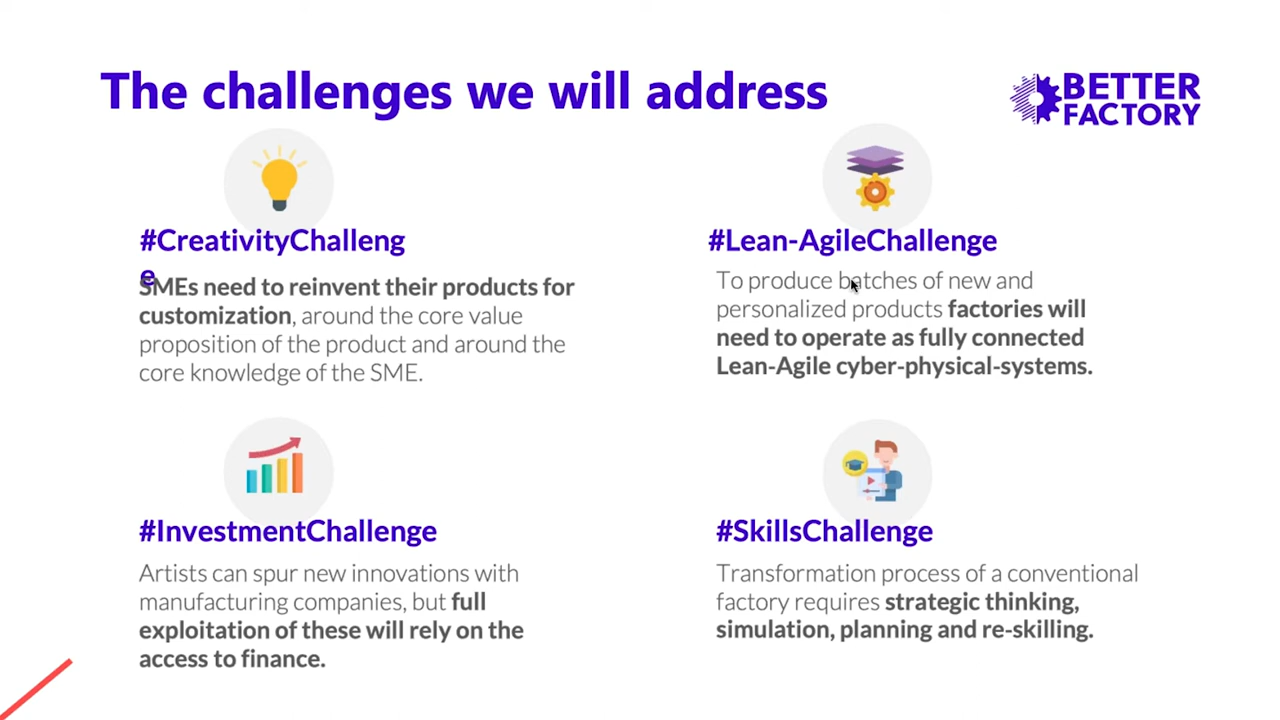 The challenges we will address
BETTER
FACTORY
#CreativityChalleng
e
SMEs need to reinvent their products for
customization, around the core value
proposition of the product and around the
core knowledge of the SME.
#Lean-AgileChallenge
To produce batches of new and
personalized products factories will
need to operate as fully connected
Lean-Agile cyber-physical-systems.
#InvestmentChallenge
Artists can spur new innovations with
manufacturing companies, but full
exploitation of these will rely on the
access to finance.
#SkillsChallenge
Transformation process of a conventional
factory requires strategic thinking,
simulation, planning and re-skilling.